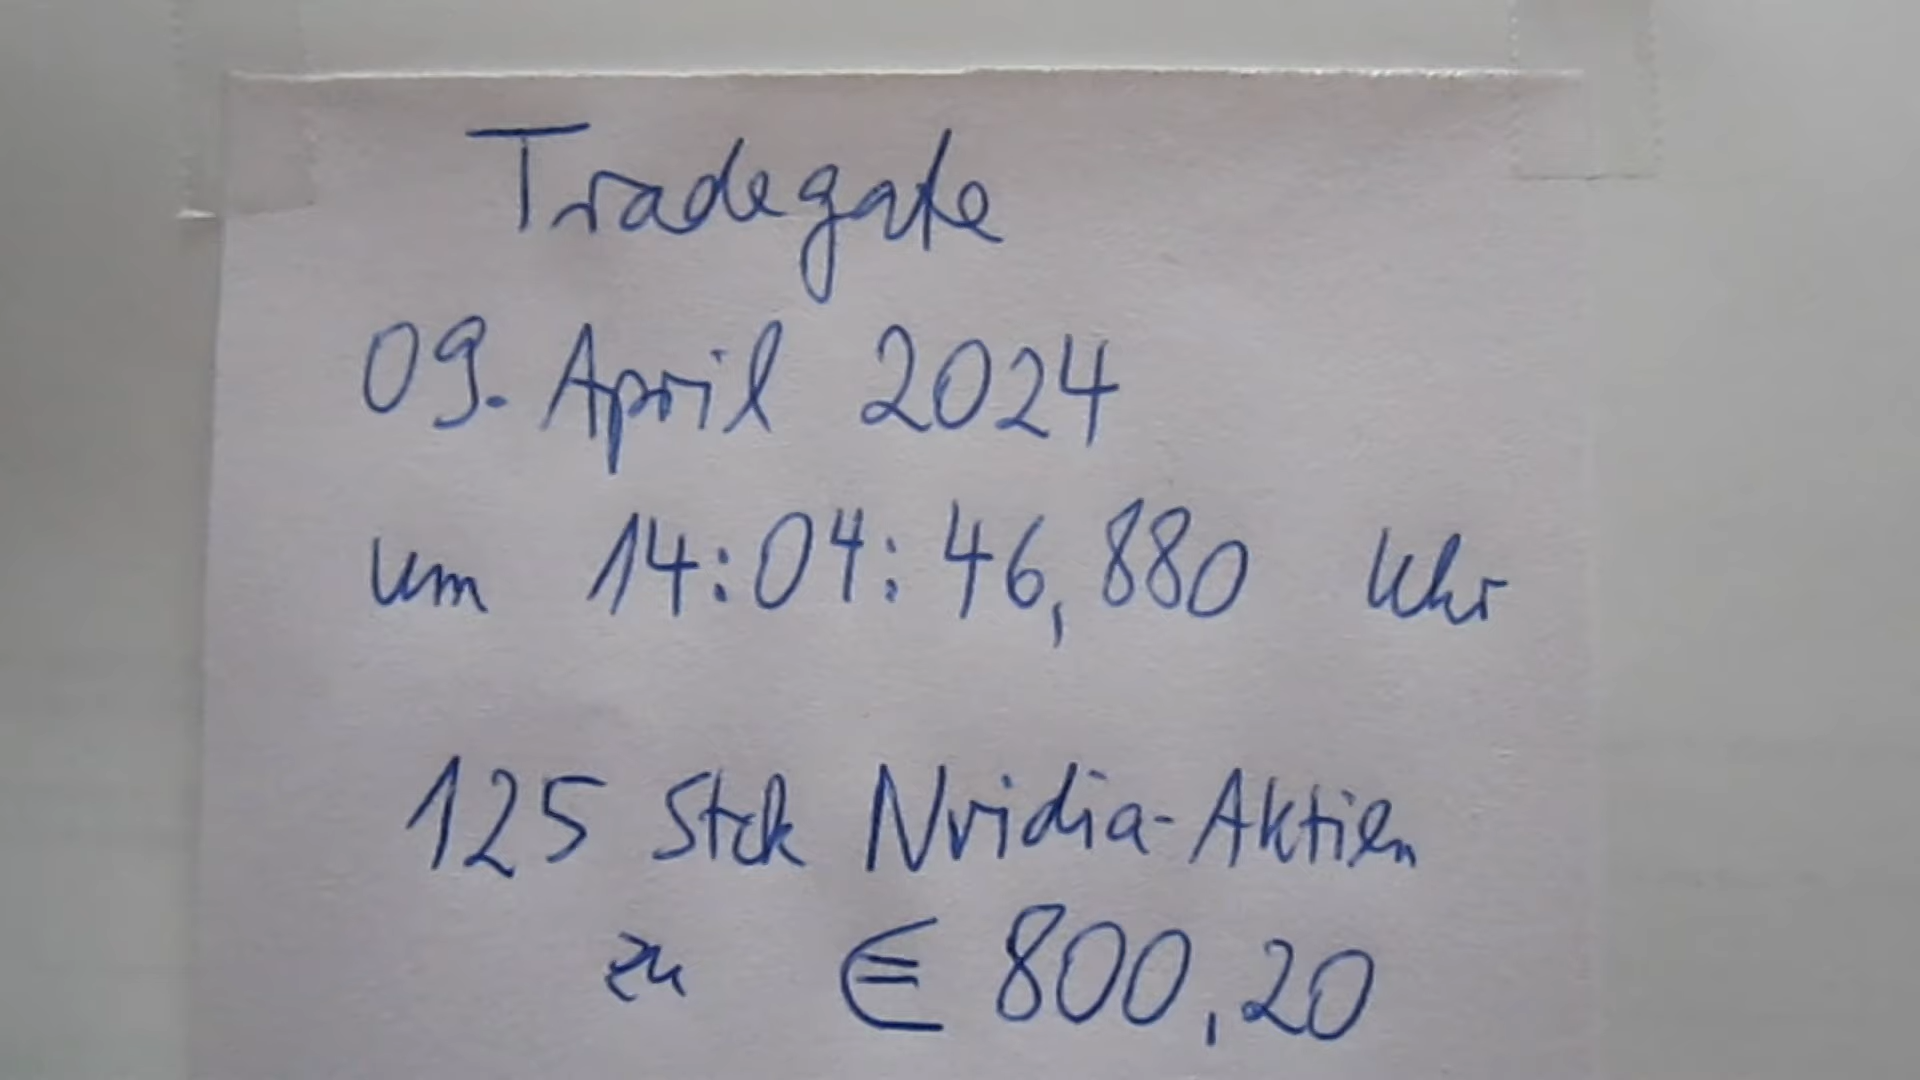 Tradegate
09. April 2024
um 14:04:46,880 Uhr
125 Stck Nvidia-Aktien
zu € 800,20